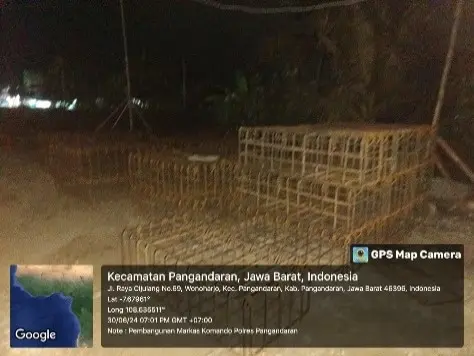 GPS Map Camera
Kecamatan Pangandaran, Jawa Barat, Indonesia
Jl. Raya Cijulang No.69, Wonoharjo, Kec. Pangandaran, Kab. Pangandaran, Jawa Barat 46396, Indonesia
Lat -7.67961°
Long 108.635511°
30/06/24 07:01 PM GMT +07:00
Note : Pembangunan Markas Komando Polres Pangandaran
Google